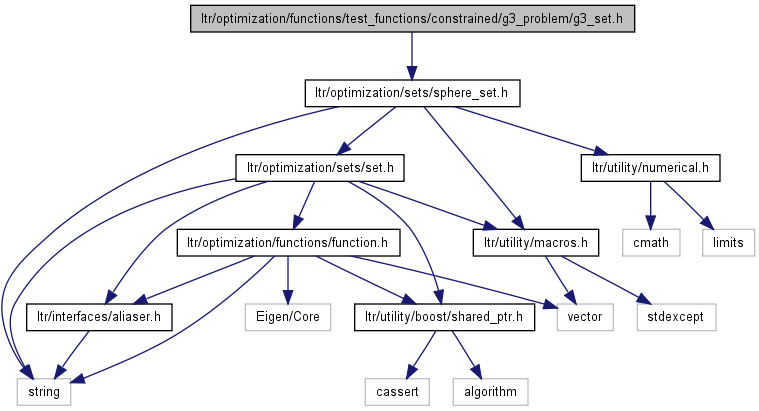 ltr/optimization/functions/test_functions/constrained/g3_problem/g3_set.h
ltr/optimization/sets/sphere_set.h
ltr/optimization/sets/set.h
ltr/utility/numerical.h
ltr/optimization/functions/function.h
ltr/utility/macros.h
cmath
limits
ltr/interfaces/aliaser.h
Eigen/Core
ltr/utility/boost/shared_ptr.h
vector
stdexcept
string
cassert
algorithm